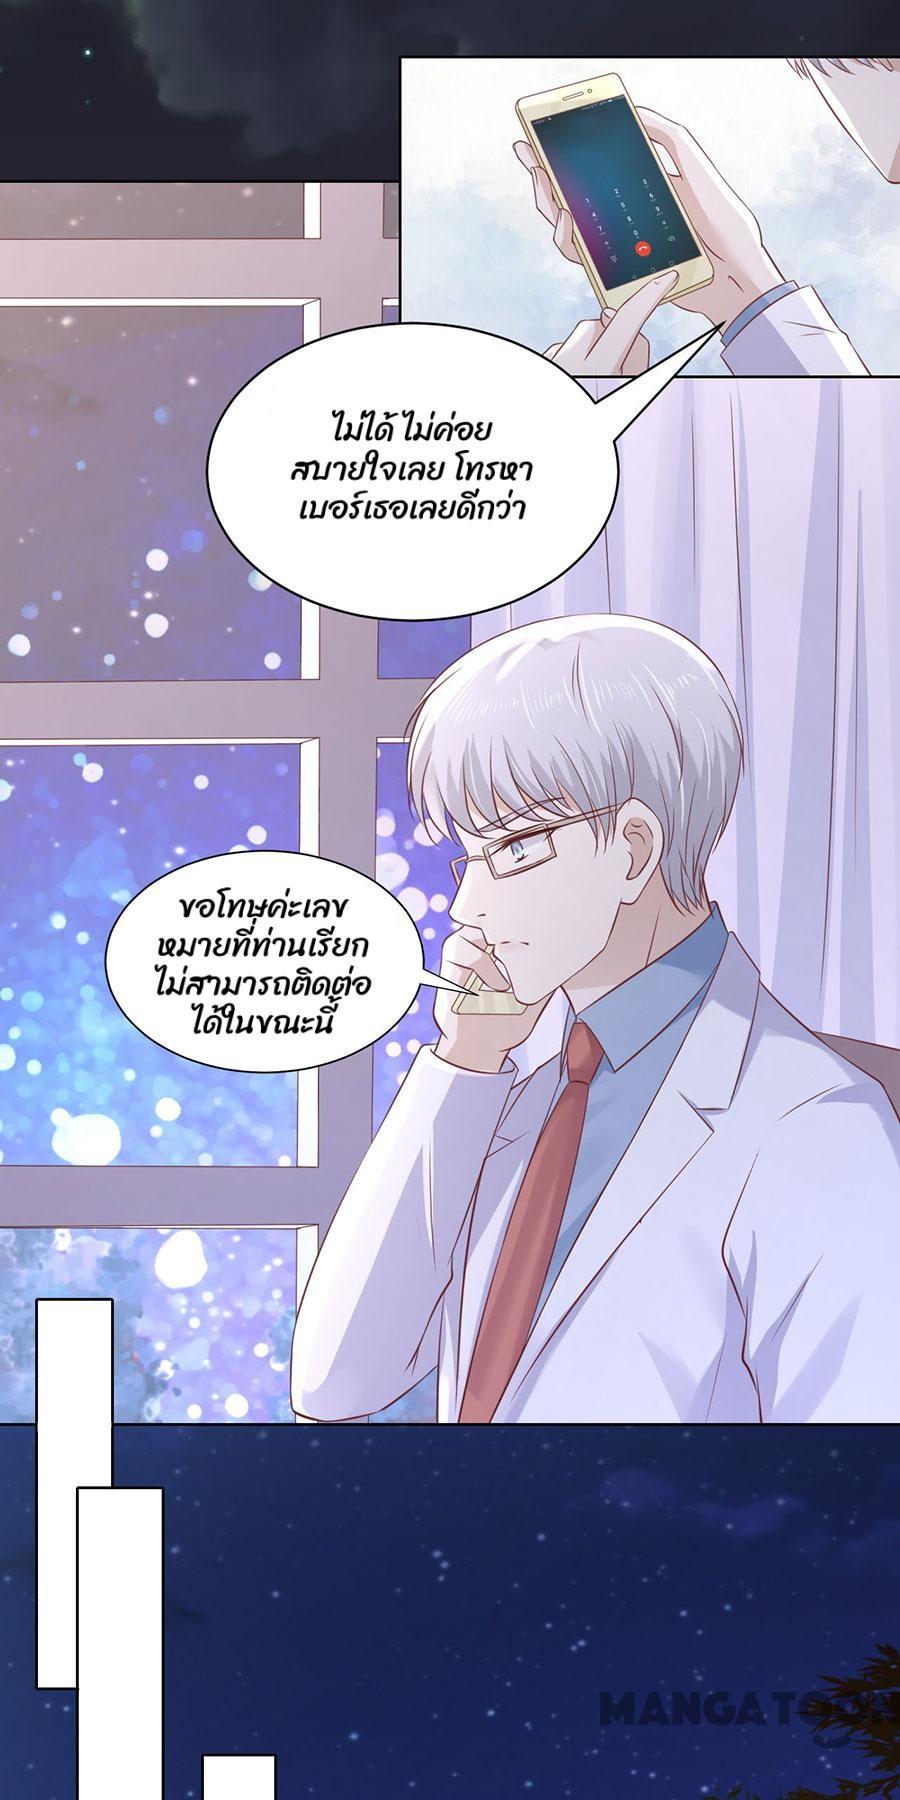 ไม่ได้ ไม่ค่อย
สบายใจเลย โทรหา
เบอร์เธอเลยดีกว่า
ขอโทษค่ะเลข
หมายที่ท่านเรียก
ไม่สามารถติดต่อ
ได้ในขณะนี้
MANGATOON